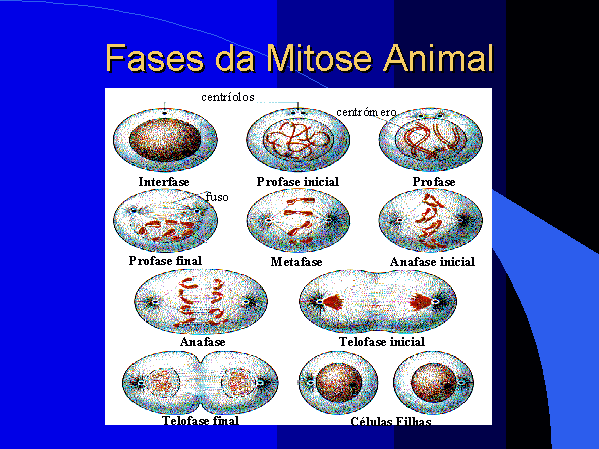 Fases da Mitose Animal
centríolos
centrómero
Interfase
Profase inicial
Profase
fuso
Profase final
Metafase
Anafase inicial
Anafase
Telofase inicial
Telofase final
Células Filhas